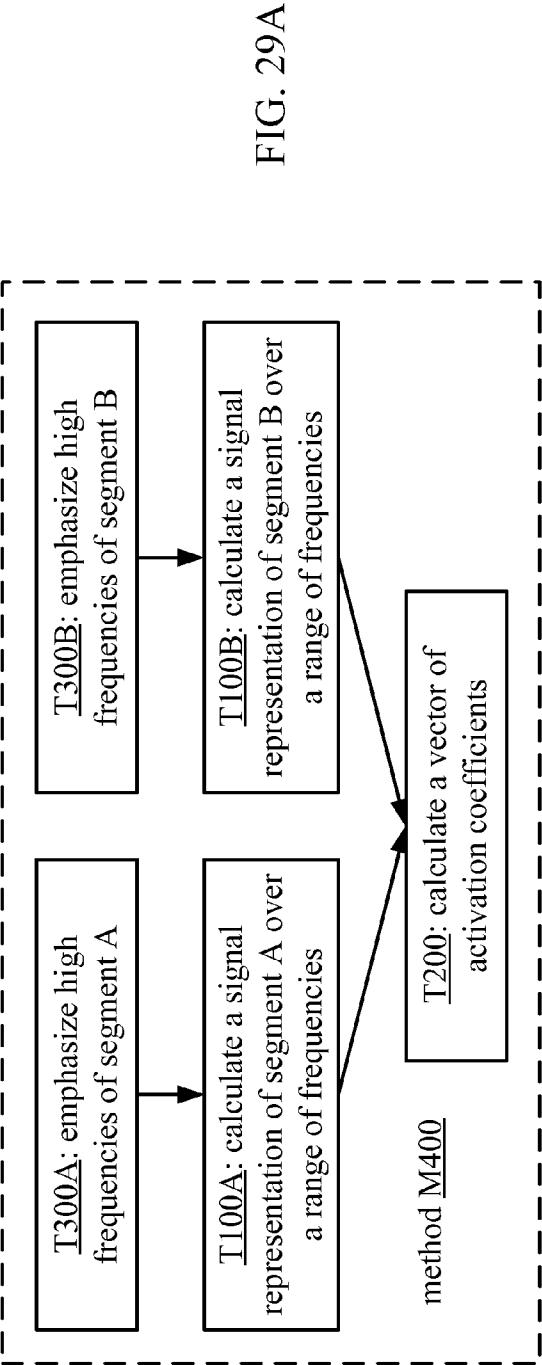 T300A: emphasize high
frequencies of segment A
T300B: emphasize high
frequencies of segment B
T100A: calculate a signal
representation of segment A over
a range of frequencies
T100B: calculate a signal
representation of segment B over
a range of frequencies
T200: calculate a vector of
activation coefficients
method M400
FIG. 29A